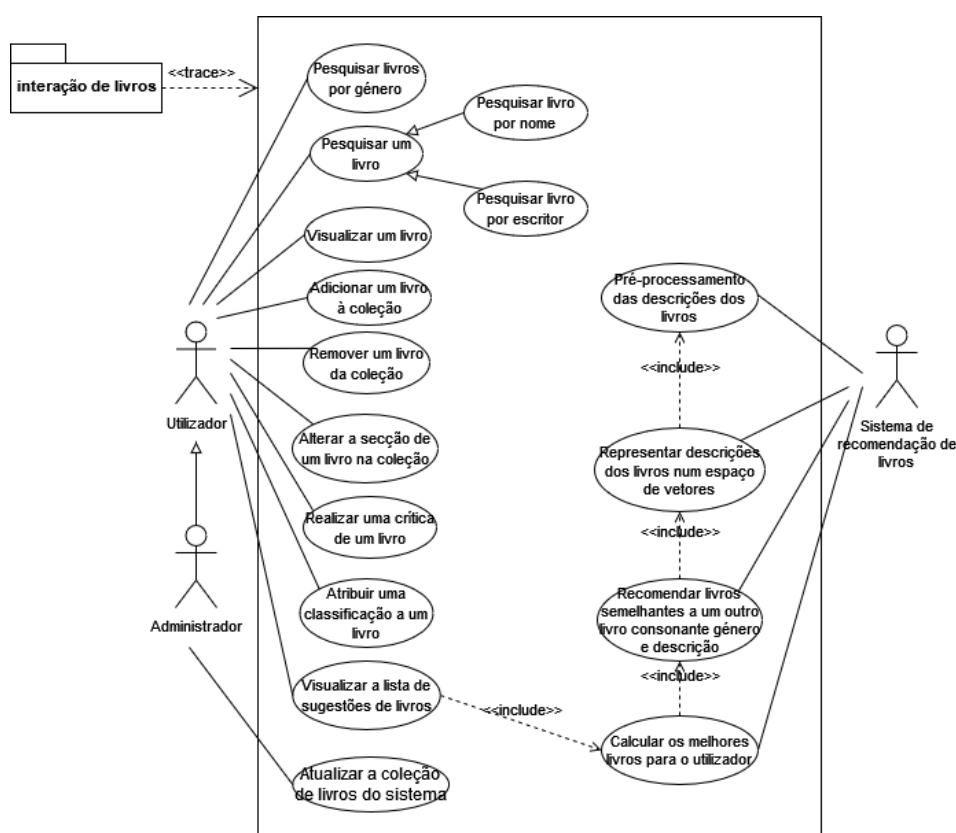 interação de livros
<<trace>>
Pesquisar livros
por género
Pesquisar livro
por nome
Pesquisar um
livro
Pesquisar livro
por escritor
Visualizar um livro
Adicionar um livro
à coleção
Remover um livro
da coleção
Alterar a secção de
um livro na coleção
Realizar uma crítica
de um livro
Atribuir uma
classificação a um
livro
Visualizar a lista de
sugestões de livros
Atualizar a coleção
de livros do sistema
Utilizador
Administrador
<<include>>
Pré-processamento
das descrições dos
livros
<<include>>
Representar descrições
dos livros num espaço
de vetores
<<include>>
Recomendar livros
semelhantes a um outro
livro consonante género
e descrição
<<include>>
Calcular os melhores
livros para o utilizador
Sistema de
recomendação de
livros